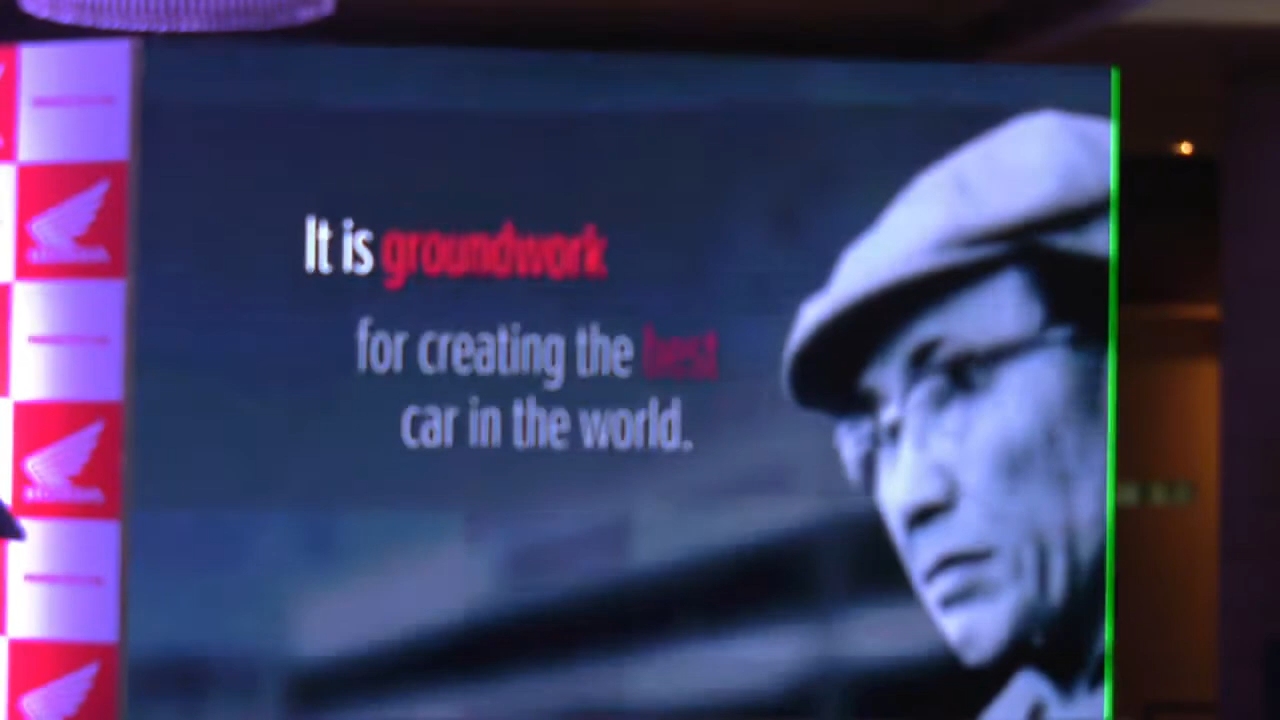 It is groundwork
for creating the best
car in the world.